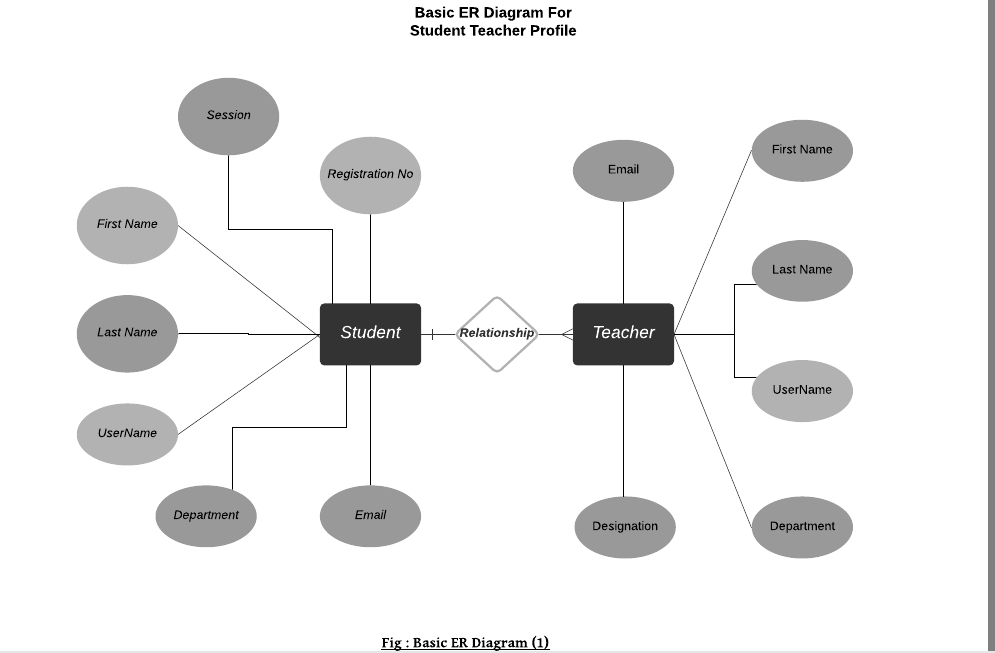 Basic ER Diagram For
Student Teacher Profile
Session
Registration No
Email
First Name
First Name
Last Name
Last Name
Student
Relationship
Teacher
UserName
UserName
Department
Email
Designation
Department
Fig : Basic ER Diagram (1)